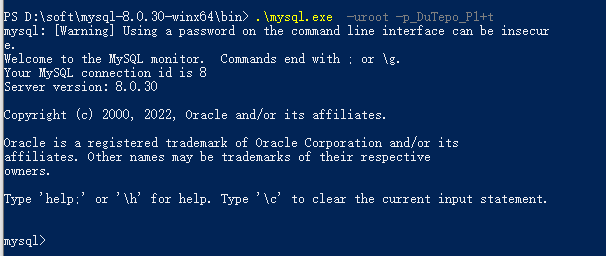 PS D:\soft\mysql-8.0.30-winx64\bin> .\mysql.exe -uroot -p_DuTepo_P1+t
mysql: [Warning] Using a password on the command line interface can be insecur
e.
Welcome to the MySQL monitor.  Commands end with ; or \g.
Your MySQL connection id is 8
Server version: 8.0.30
Copyright (c) 2000, 2022, Oracle and/or its affiliates.
Oracle is a registered trademark of Oracle Corporation and/or its
affiliates. Other names may be trademarks of their respective
owners.
Type 'help;' or '\h' for help. Type '\c' to clear the current input statement.
mysql>